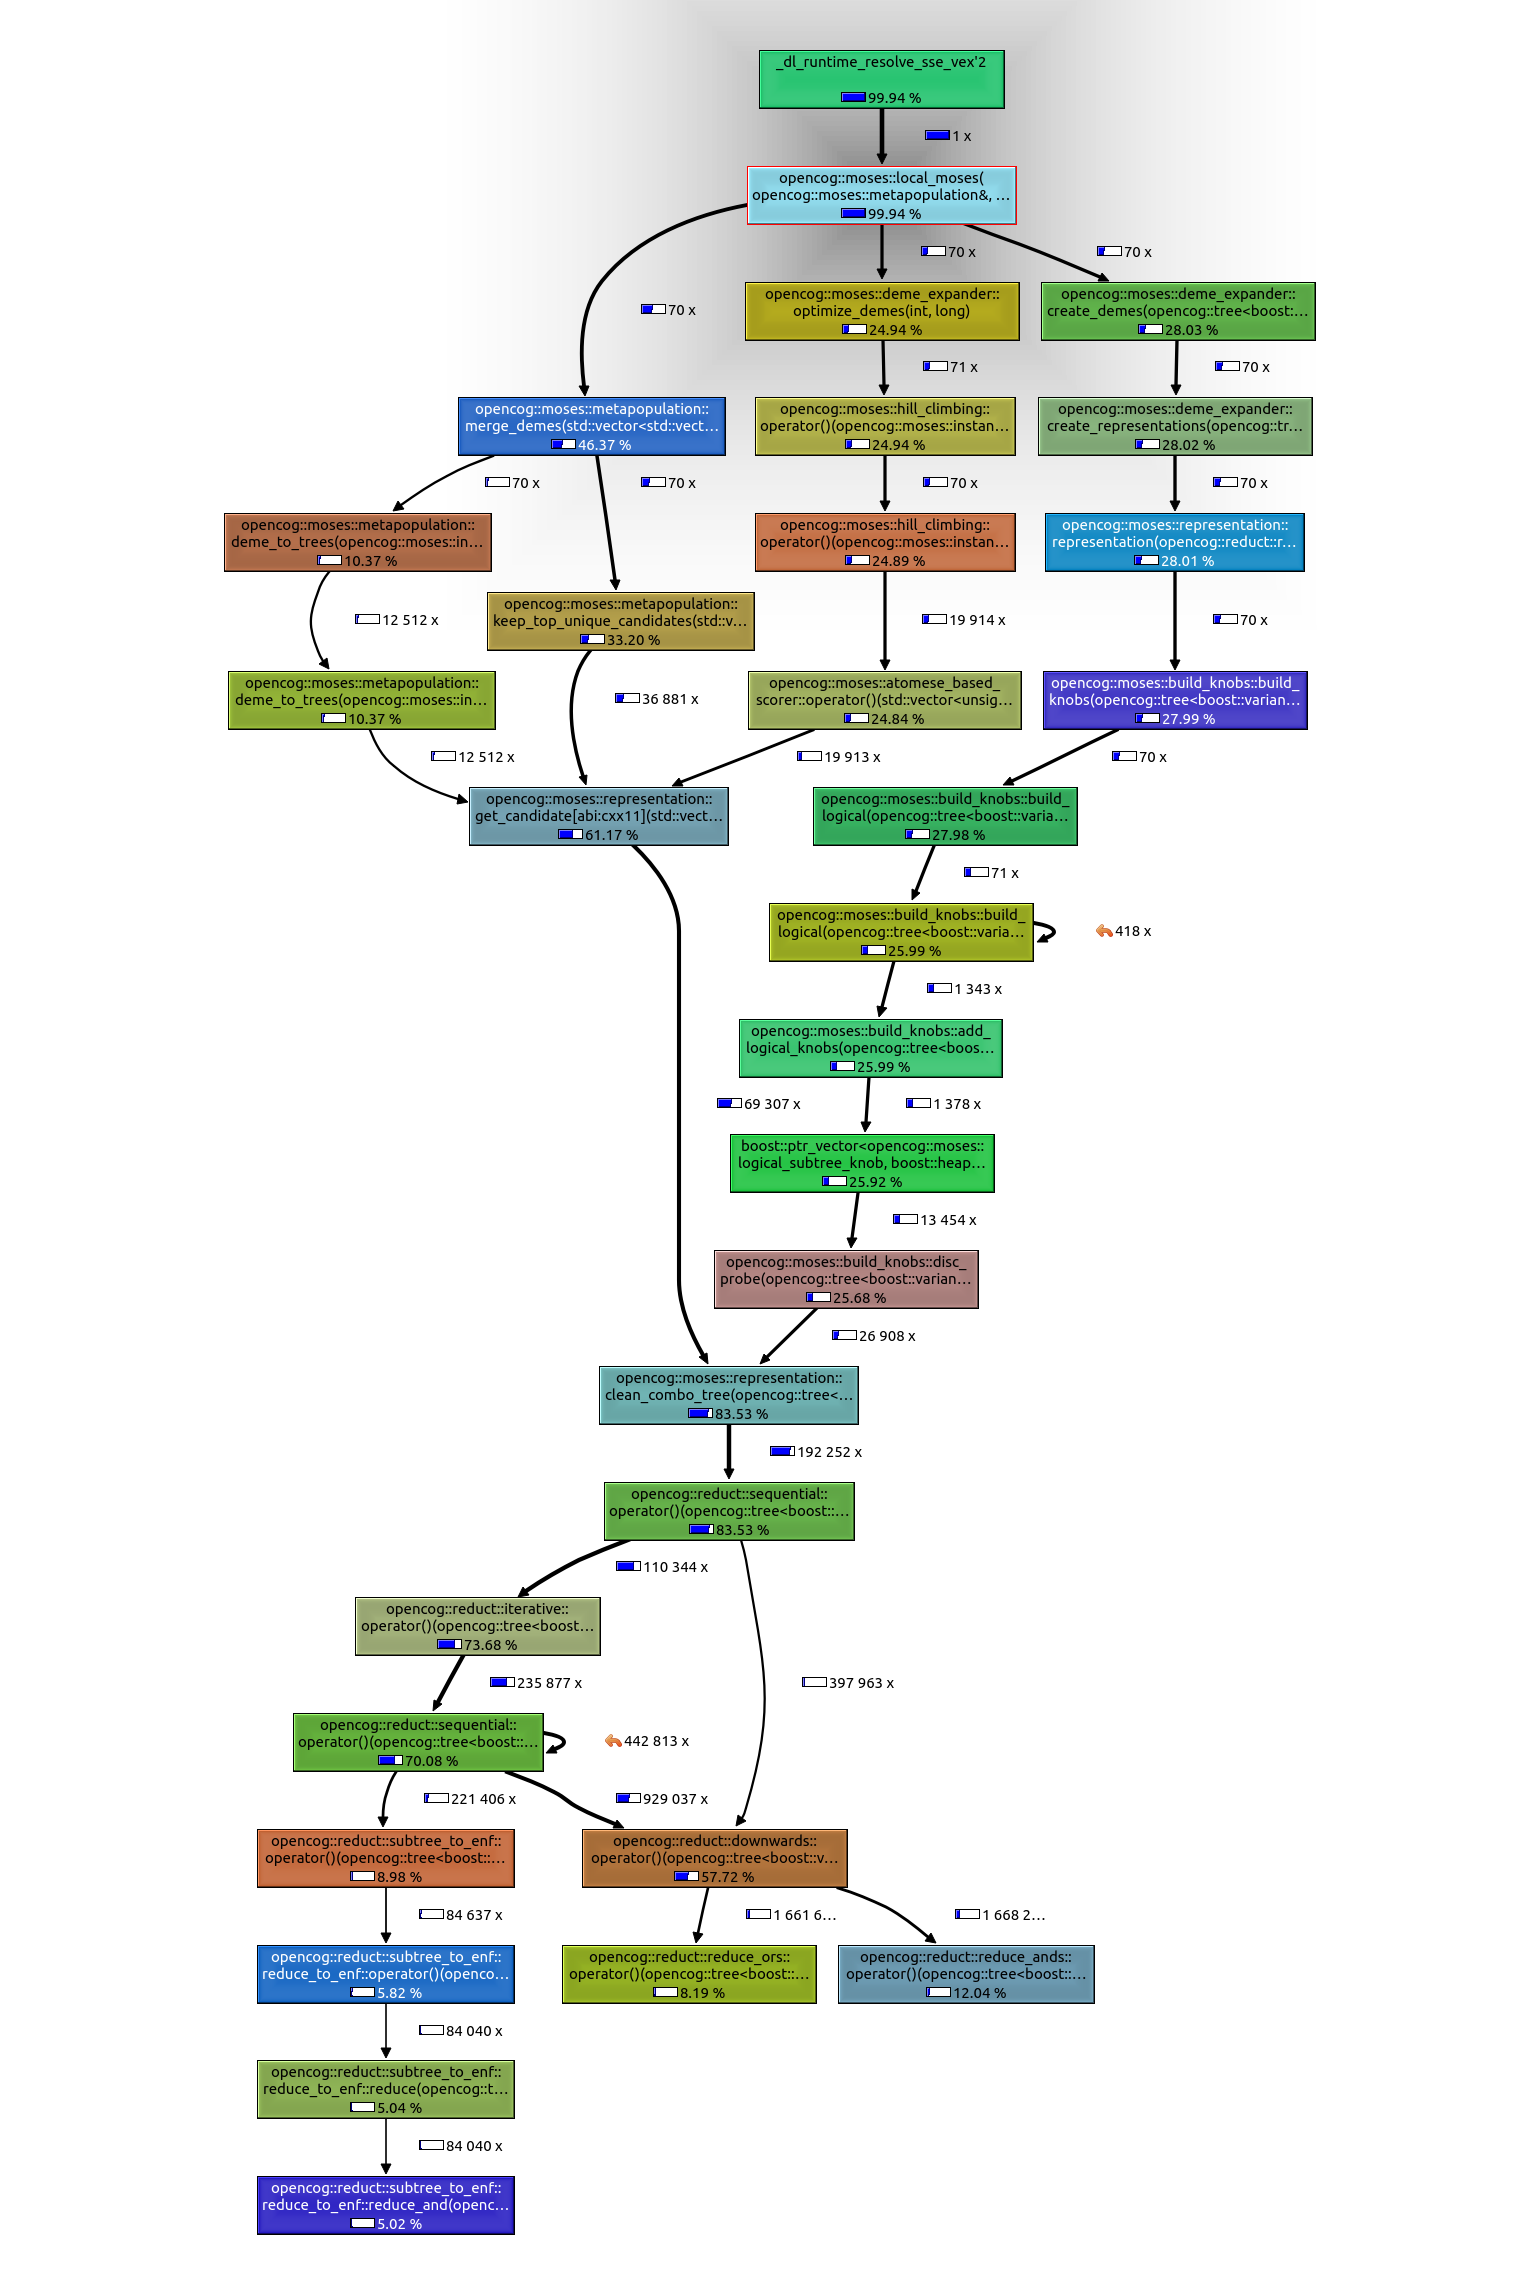 _dl_runtime_resolve_sse_vex'2
99.94 %
1 x
opencog::moses::local_moses(
opencog::moses::metapopulation&, ...
99.94 %
70 x
70 x
70 x
opencog::moses::deme_expander::
optimize_demes(int, long)
24.94 %
opencog::moses::deme_expander::
create_demes(opencog::tree<boost:...
28.03 %
71 x
70 x
opencog::moses::metapopulation::
merge_demes(std::vector<std::vect...
46.37 %
opencog::moses::hill_climbing::
operator()(opencog::moses::instan...
24.94 %
opencog::moses::deme_expander::
create_representations(opencog::tr...
28.02 %
70 x
70 x
70 x
70 x
opencog::moses::metapopulation::
deme_to_trees(opencog::moses::in...
10.37 %
opencog::moses::hill_climbing::
operator()(opencog::moses::instan...
24.89 %
opencog::moses::representation::
representation(opencog::reduct::r...
28.01 %
12 512 x
opencog::moses::metapopulation::
keep_top_unique_candidates(std::v...
33.20 %
19 914 x
70 x
opencog::moses::metapopulation::
deme_to_trees(opencog::moses::in...
10.37 %
36 881 x
opencog::moses::atomese_based_
scorer::operator()(std::vector<unsig...
24.84 %
opencog::moses::build_knobs::build_
knobs(opencog::tree<boost::varian...
27.99 %
12 512 x
19 913 x
70 x
opencog::moses::representation::
get_candidate[abi:cxx11](std::vect...
61.17 %
opencog::moses::build_knobs::build_
logical(opencog::tree<boost::varia...
27.98 %
71 x
opencog::moses::build_knobs::build_
logical(opencog::tree<boost::varia...
25.99 %
418 x
1 343 x
opencog::moses::build_knobs::add_
logical_knobs(opencog::tree<boos...
25.99 %
69 307 x
1 378 x
boost::ptr_vector<opencog::moses::
logical_subtree_knob, boost::heap...
25.92 %
13 454 x
opencog::moses::build_knobs::disc_
probe(opencog::tree<boost::varian...
25.68 %
26 908 x
opencog::moses::representation::
clean_combo_tree(opencog::tree<...
83.53 %
192 252 x
opencog::reduct::sequential::
operator()(opencog::tree<boost::...
83.53 %
110 344 x
opencog::reduct::iterative::
operator()(opencog::tree<boost...
73.68 %
235 877 x
397 963 x
opencog::reduct::sequential::
operator()(opencog::tree<boost::...
70.08 %
442 813 x
221 406 x
929 037 x
opencog::reduct::subtree_to_enf::
operator()(opencog::tree<boost::...
8.98 %
opencog::reduct::downwards::
operator()(opencog::tree<boost::v...
57.72 %
84 637 x
1 661 6...
1 668 2...
opencog::reduct::subtree_to_enf::
reduce_to_enf::operator()(openco...
5.82 %
opencog::reduct::reduce_ors::
operator()(opencog::tree<boost::...
8.19 %
opencog::reduct::reduce_ands::
operator()(opencog::tree<boost::...
12.04 %
84 040 x
opencog::reduct::subtree_to_enf::
reduce_to_enf::reduce(opencog::t...
5.04 %
84 040 x
opencog::reduct::subtree_to_enf::
reduce_to_enf::reduce_and(openc...
5.02 %